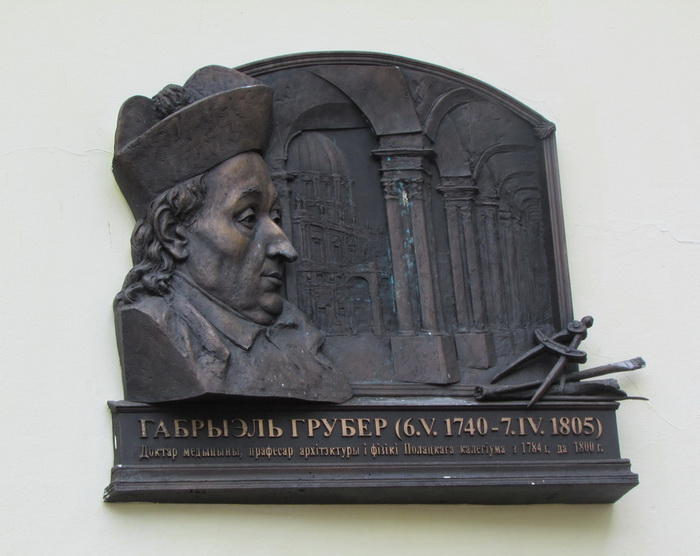 ГАБРЫЭЛЬ ГРУБЕР (6.V. 1740 - 7.IV. 1805)
Доктар медыцыны, прафесар архітэктуры і фізікі Полацкага калегіума з 1784 г. да 1800 г.